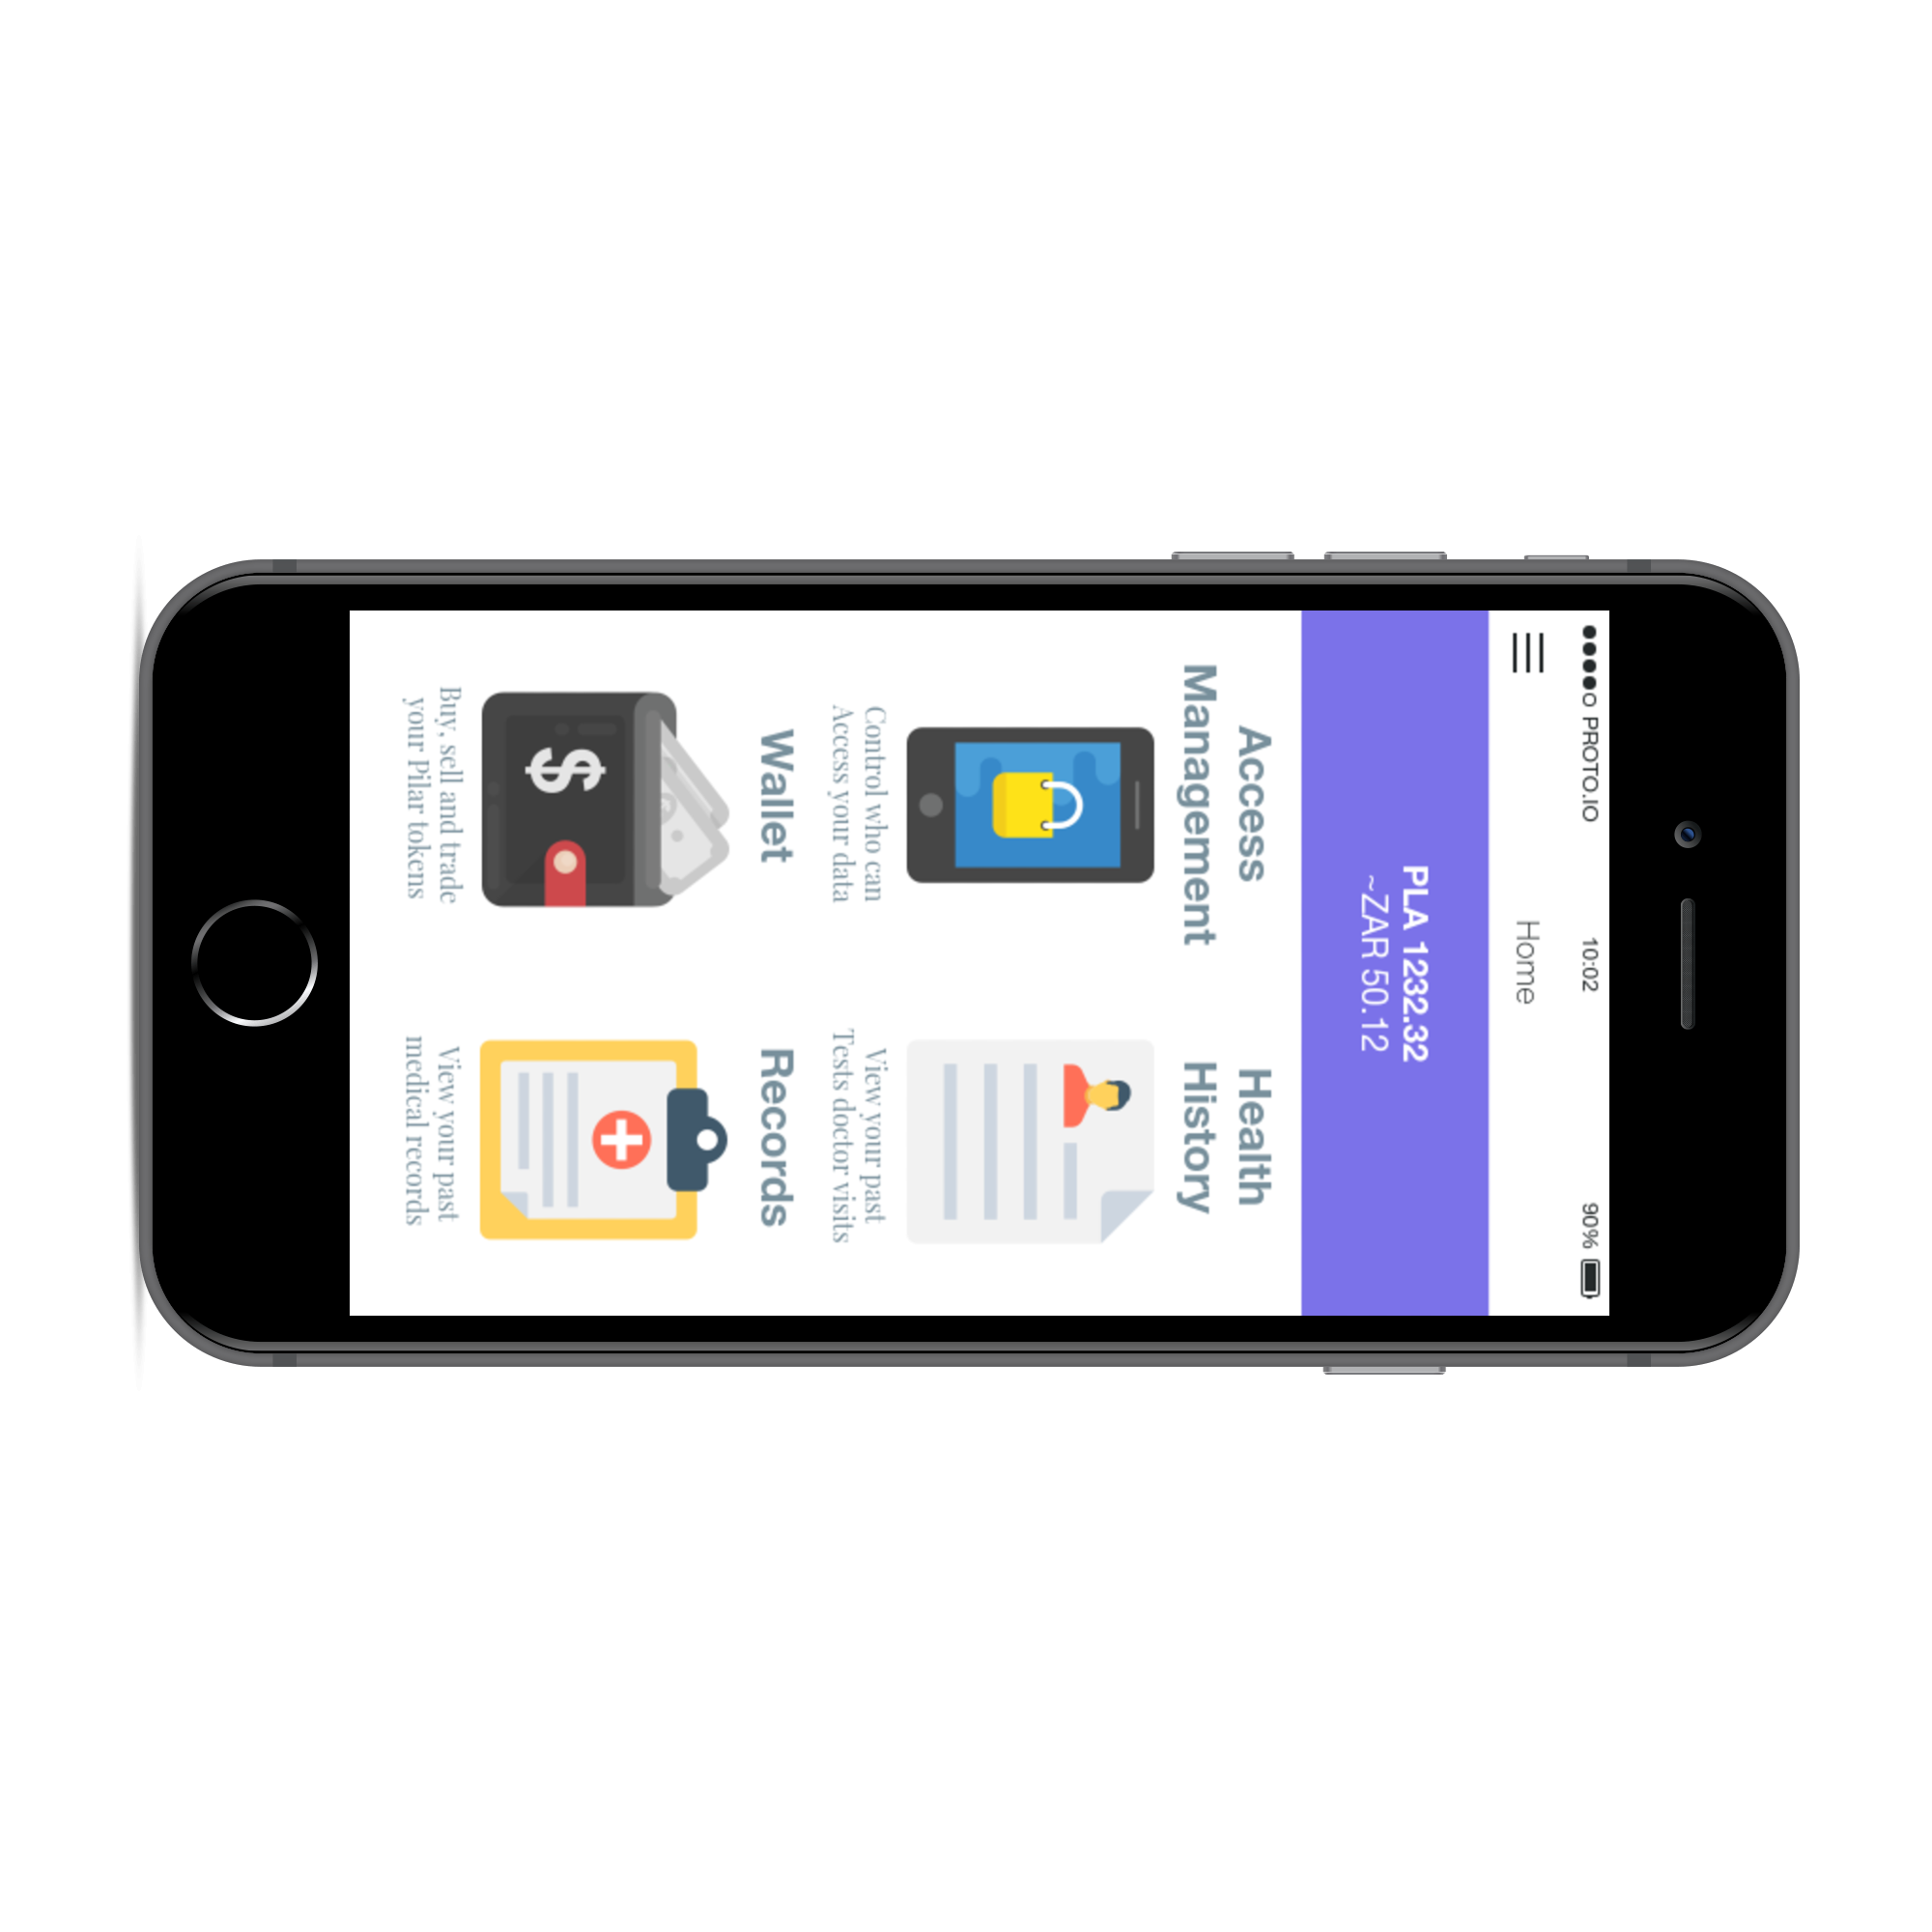 PROTO.IO 10:02 90%
Home
PLA 1232.32
~ZAR 50.12
Access
Management
Control who can
Access your data
Health
History
View your past
Tests doctor visits
Wallet
$
Buy, sell and trade
your Pilar tokens
Records
View your past
medical records